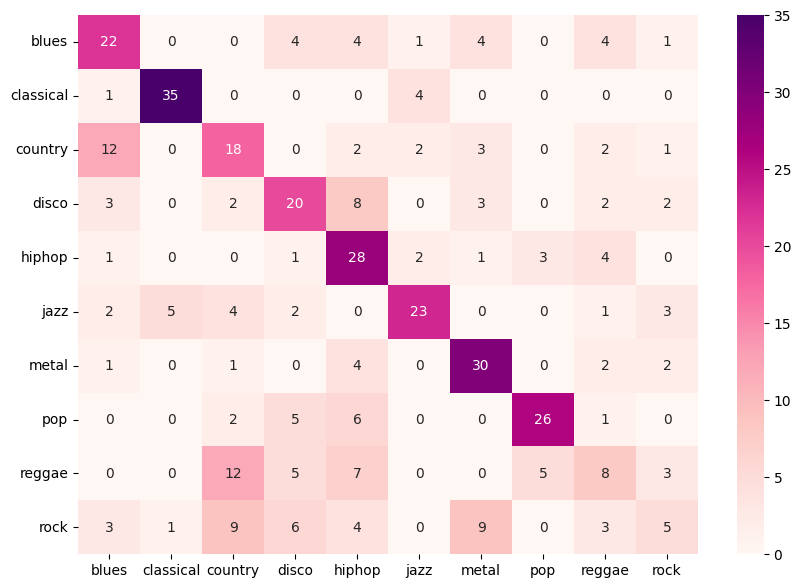 blues 22 0 0 4 4 1 4 0 4 1
classical 1 35 0 0 0 4 0 0 0 0
country 12 0 18 0 2 2 3 0 2 1
disco 3 0 2 20 8 0 3 0 2 2
hiphop 1 0 0 1 28 2 1 3 4 0
jazz 2 5 4 2 0 23 0 0 1 3
metal 1 0 1 0 4 0 30 0 2 2
pop 0 0 2 5 6 0 0 26 1 0
reggae 0 0 12 5 7 0 0 5 8 3
rock 3 1 9 6 4 0 9 0 3 5
blues classical country disco hiphop jazz metal pop reggae rock
35
30
25
20
15
10
5
0